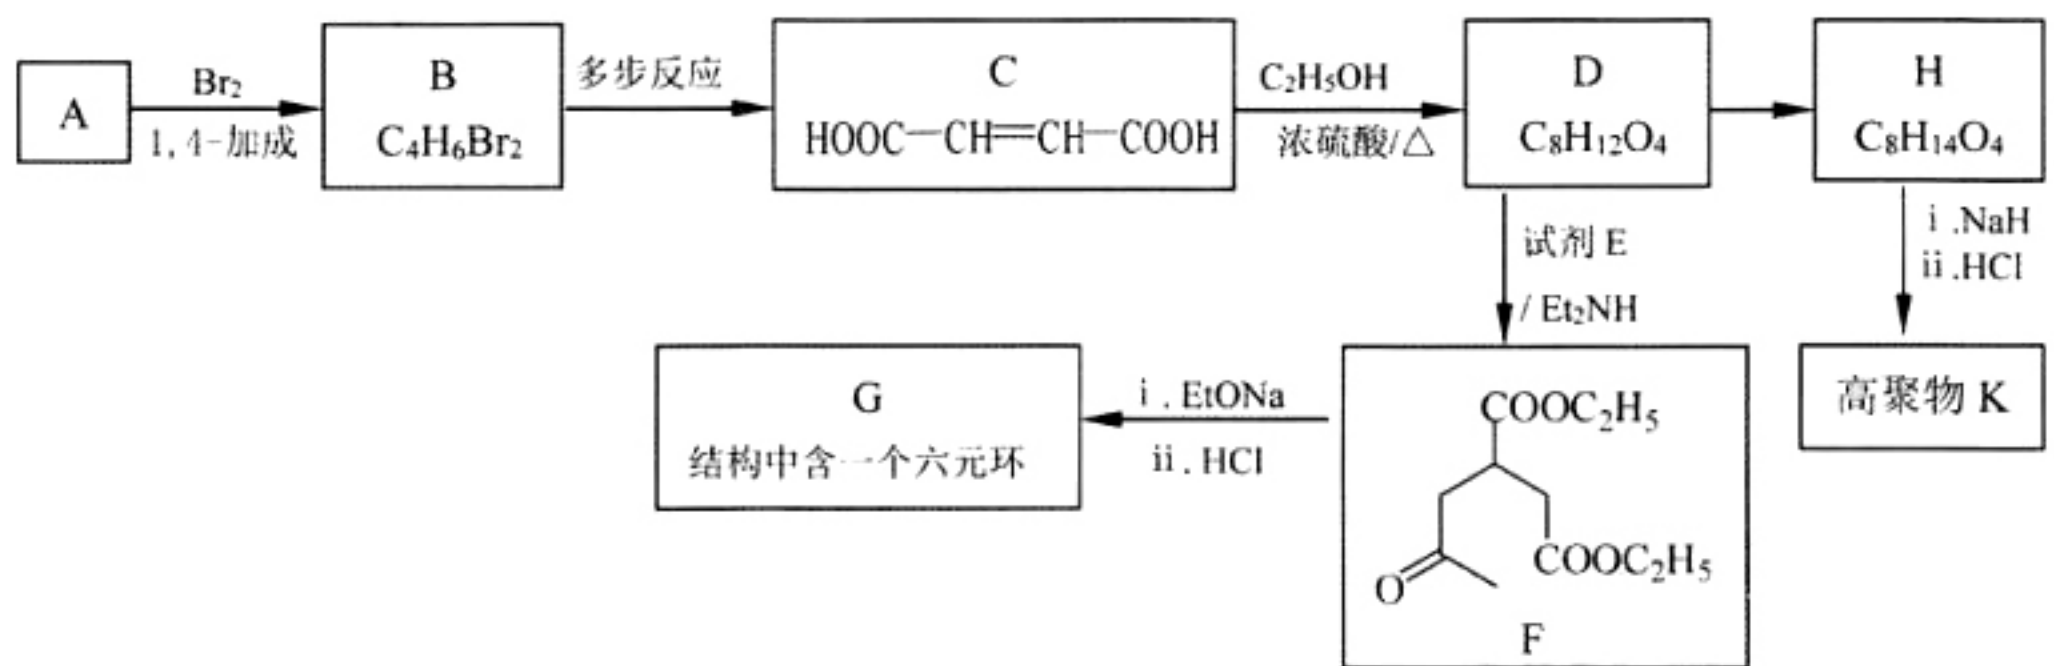 A
Br₂
1,4-加成
B
C₄H₆Br₂
多步反应
C
HOOC—CH=CH—COOH
C₂H₅OH
浓硫酸/△
D
C₈H₁₂O₄
H
C₈H₁₄O₄
试剂 E
/ Et₂NH
i .NaH
ii .HCl
高聚物 K
COOC₂H₅
COOC₂H₅
O
F
i . EtONa
ii . HCl
G
结构中含一个六元环